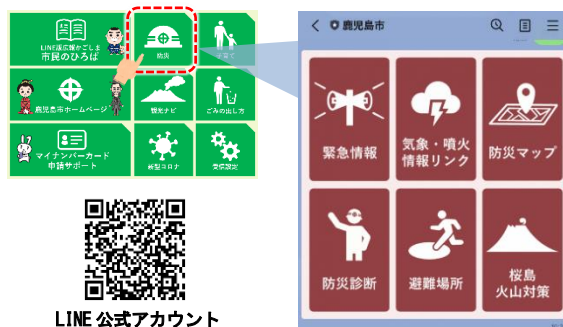 LINE版広報かごしま
市民のひろば
防災
子育て
鹿児島市ホームページ
観光ナビ
ごみの出し方
マイナンバーカード
申請サポート
新型コロナ
受信設定
LINE 公式アカウント
鹿児島市
緊急情報
気象・噴火
情報リンク
防災マップ
防災診断
避難場所
桜島
火山対策